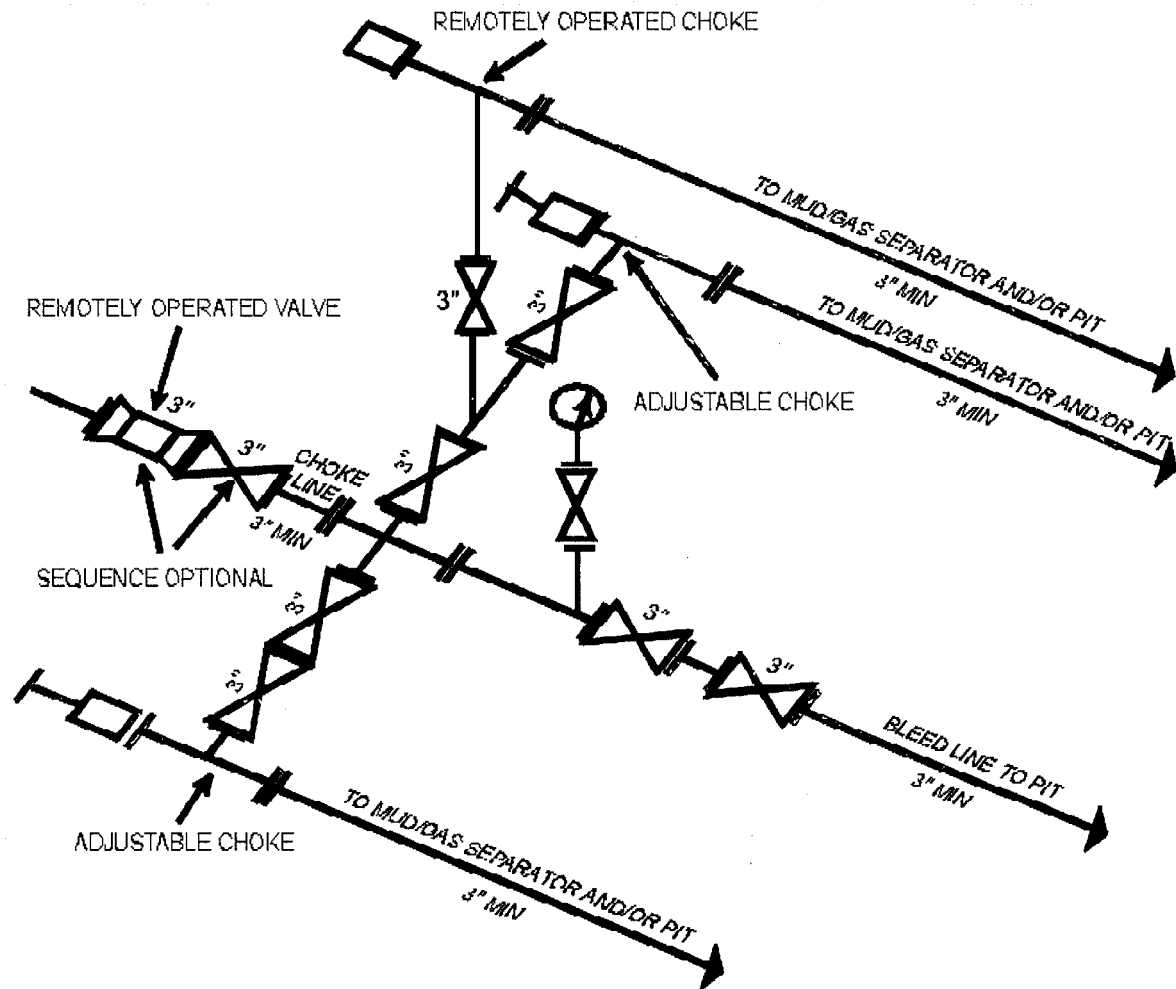 REMOTELY OPERATED CHOKE
TO MUD/GAS SEPARATOR AND/OR PIT
3" MIN
TO MUD/GAS SEPARATOR AND/OR PIT
3" MIN
3"
3"
REMOTELY OPERATED VALVE
ADJUSTABLE CHOKE
3"
3"
CHOKE
LINE
3"
3" MIN
SEQUENCE OPTIONAL
3"
3"
3"
3"
BLEED LINE TO PIT
3" MIN
ADJUSTABLE CHOKE
TO MUD/GAS SEPARATOR AND/OR PIT
3" MIN